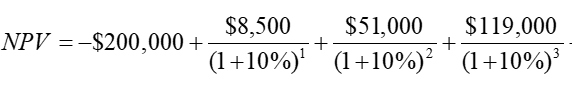 NPV = -$200,000 + $8,500/(1+10%)^1 + $51,000/(1+10%)^2 + $119,000/(1+10%)^3